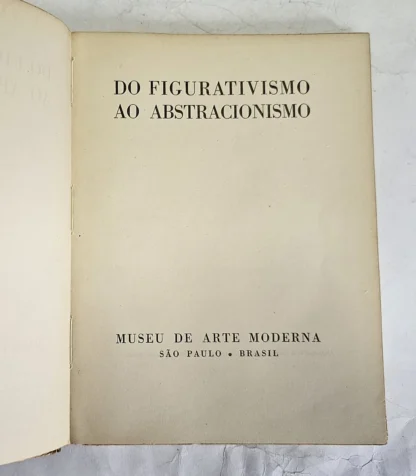 DO FIGURATIVISMO
AO ABSTRACIONISMO
MUSEU DE ARTE MODERNA
SÃO PAULO • BRASIL